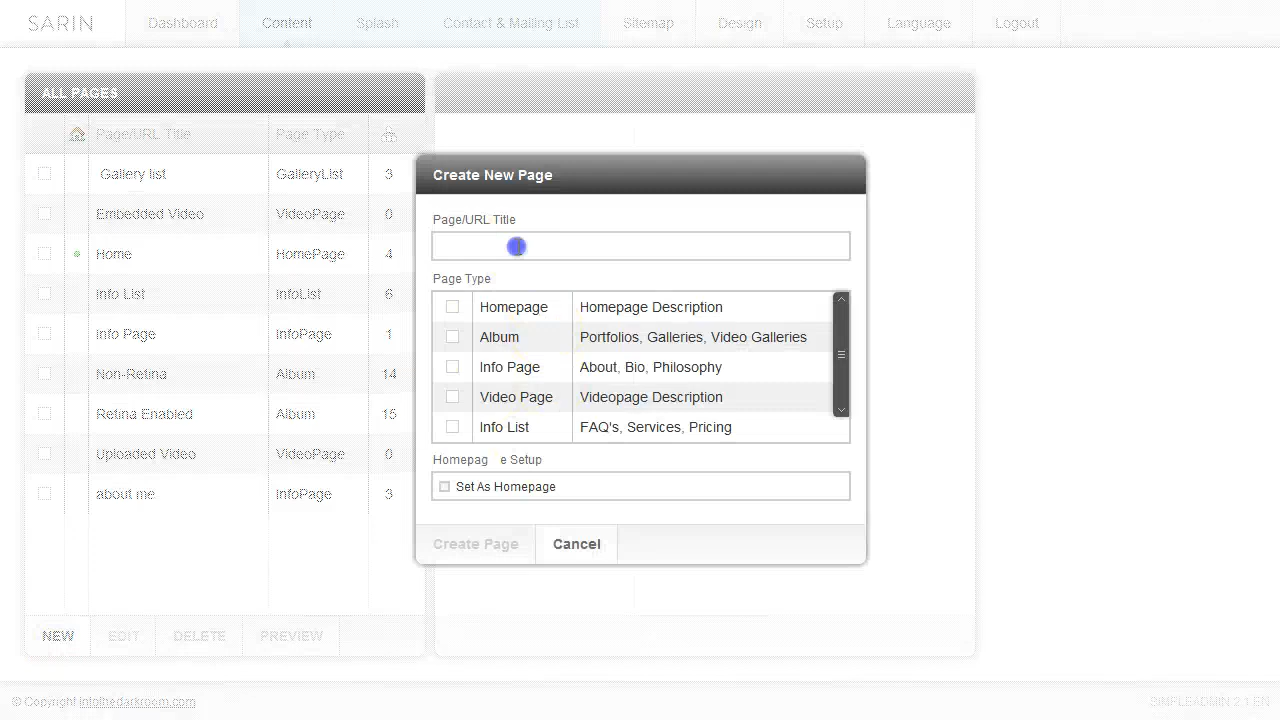 SARIN Dashboard Content Splash Contact & Mailing List Sitemap Design Setup Language Logout
ALL PAGES
Page/URL Title Page Type
Gallery list GalleryList 3
Embedded Video VideoPage 0
Home HomePage 4
Info List InfoList 6
Info Page InfoPage 1
Non-Retina Album 14
Retina Enabled Album 15
Uploaded Video VideoPage 0
about me InfoPage 3
NEW EDIT DELETE PREVIEW
Create New Page
Page/URL Title
Page Type
Homepage Homepage Description
Album Portfolios, Galleries, Video Galleries
Info Page About, Bio, Philosophy
Video Page Videopage Description
Info List FAQ's, Services, Pricing
Homepag e Setup
Set As Homepage
Create Page Cancel
© Copyright intothedarkroom.com SIMPLEADMIN 2.1 EN